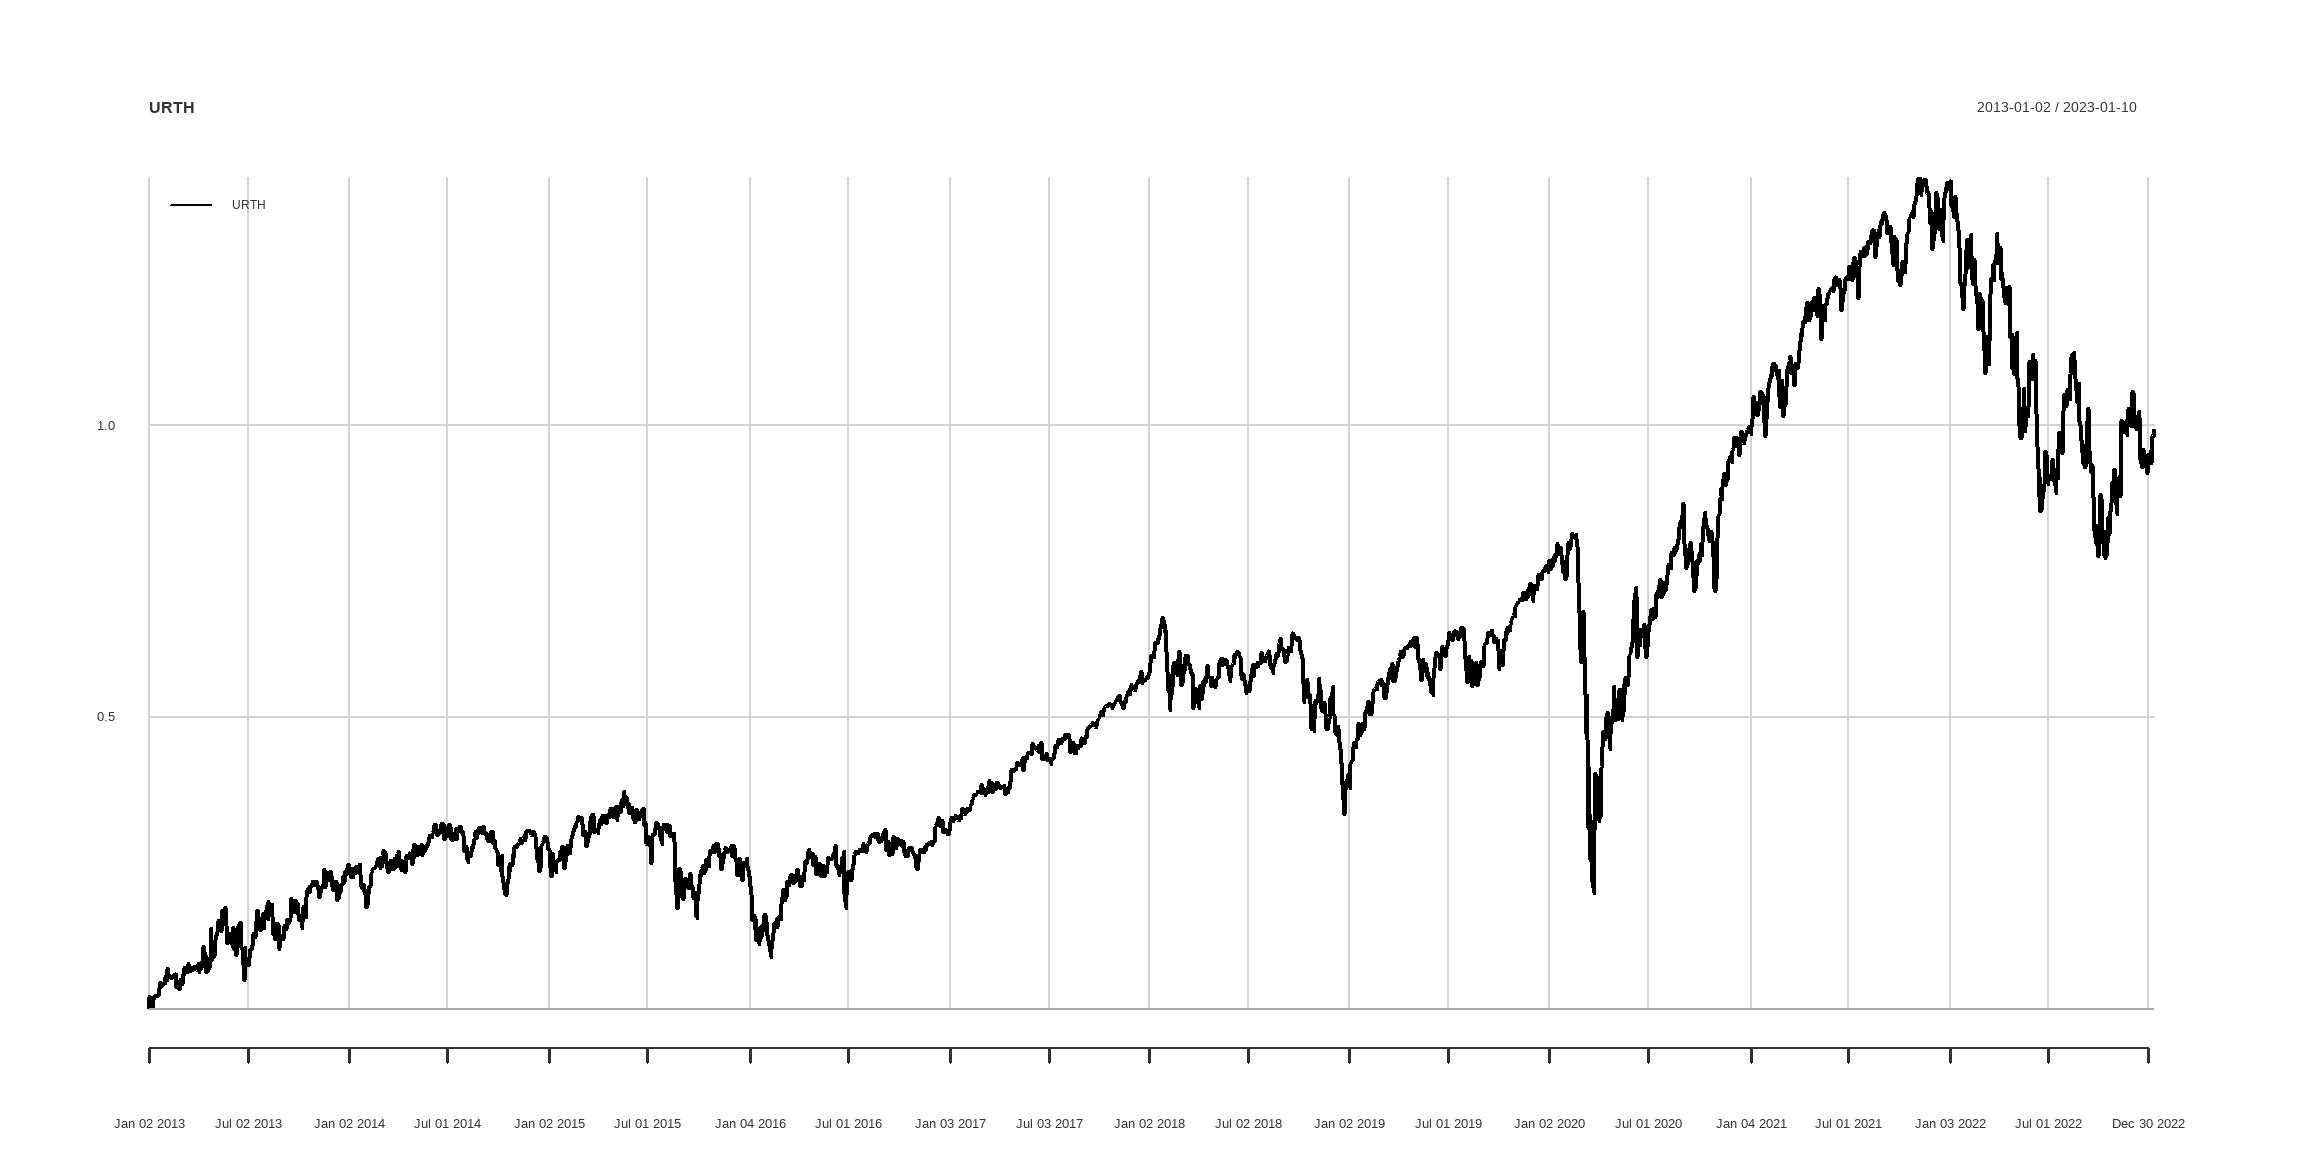 URTH
2013-01-02 / 2023-01-10
URTH
1.0
0.5
Jan 02 2013
Jul 02 2013
Jan 02 2014
Jul 01 2014
Jan 02 2015
Jul 01 2015
Jan 04 2016
Jul 01 2016
Jan 03 2017
Jul 03 2017
Jan 02 2018
Jul 02 2018
Jan 02 2019
Jul 01 2019
Jan 02 2020
Jul 01 2020
Jan 04 2021
Jul 01 2021
Jan 03 2022
Jul 01 2022
Dec 30 2022